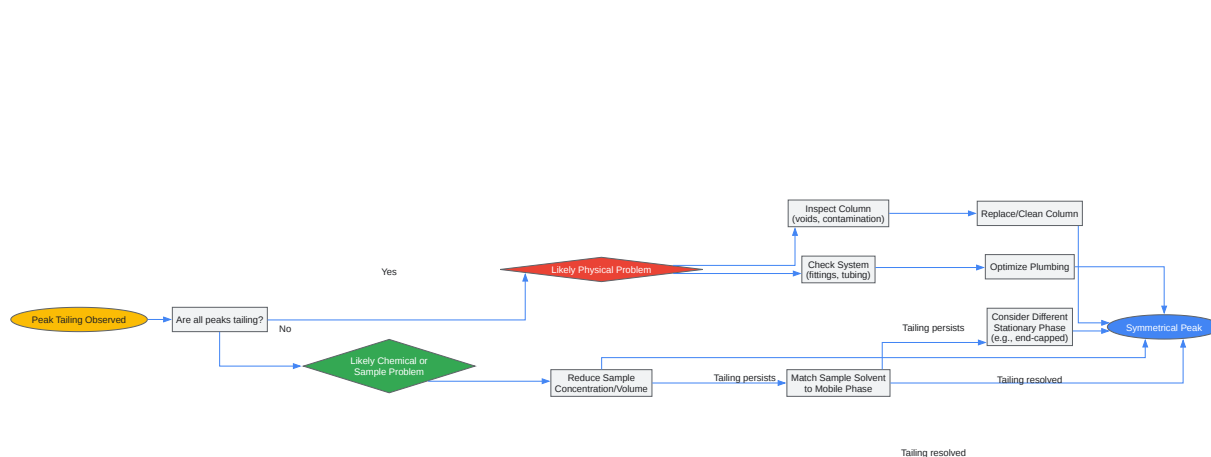 Peak Tailing Observed
Are all peaks tailing?
Yes
No
Likely Physical Problem
Likely Chemical or
Sample Problem
Inspect Column
(voids, contamination)
Replace/Clean Column
Check System
(fittings, tubing)
Optimize Plumbing
Reduce Sample
Concentration/Volume
Tailing persists
Match Sample Solvent
to Mobile Phase
Tailing persists
Consider Different
Stationary Phase
(e.g., end-capped)
Tailing resolved
Symmetrical Peak
Tailing resolved